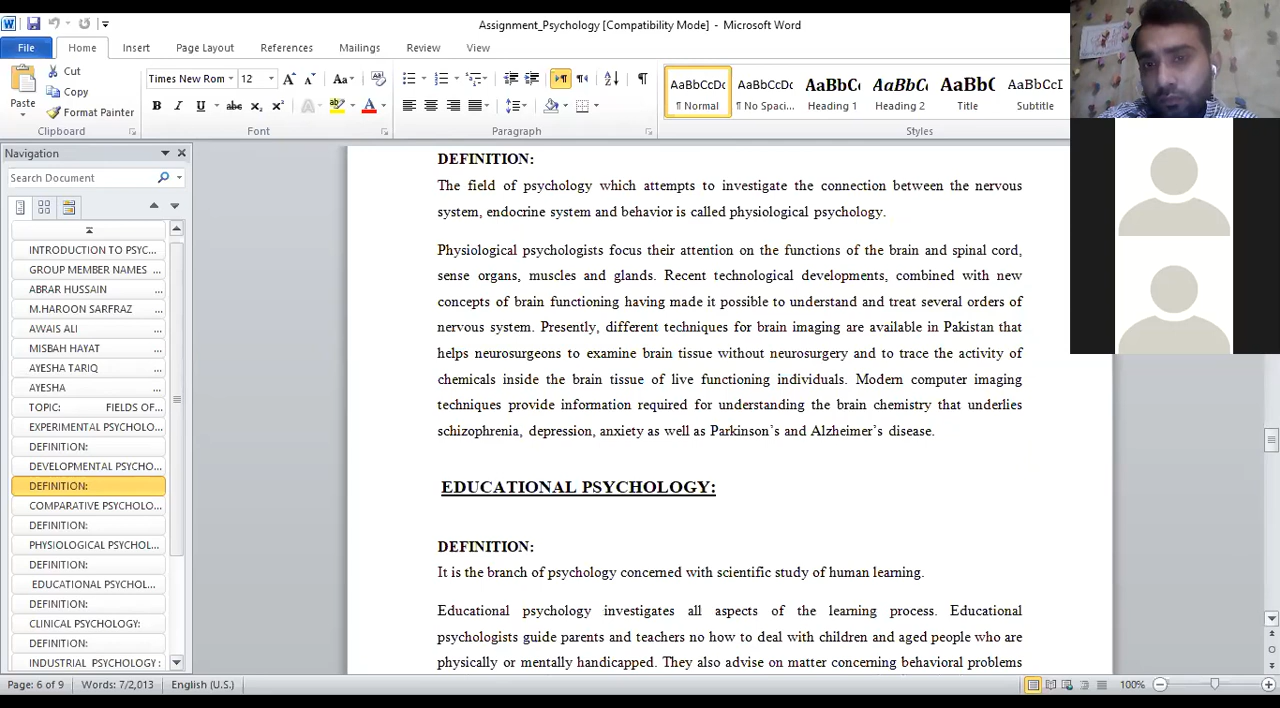 Assignment_Psychology [Compatibility Mode] - Microsoft Word
File Home Insert Page Layout References Mailings Review View
Paste
Cut
Copy
Format Painter
Clipboard
Times New Rom 12
Font
Paragraph
AaBbCcDc AaBbCcDc AaBbC AaBbC AaBb( AaBbCcD
¶ Normal ¶ No Spaci... Heading 1 Heading 2 Title Subtitle
Styles
Navigation
Search Document
INTRODUCTION TO PSYC...
GROUP MEMBER NAMES ...
ABRAR HUSSAIN ...
M.HAROON SARFRAZ ...
AWAIS ALI ...
MISBAH HAYAT ...
AYESHA TARIQ ...
AYESHA ...
TOPIC: FIELDS OF...
EXPERIMENTAL PSYCHOLO...
DEFINITION:
DEVELOPMENTAL PSYCHO...
DEFINITION:
COMPARATIVE PSYCHOLO...
DEFINITION:
PHYSIOLOGICAL PSYCHOL...
DEFINITION:
EDUCATIONAL PSYCHOL...
DEFINITION:
CLINICAL PSYCHOLOGY:
DEFINITION:
INDUSTRIAL PSYCHOLOGY :
DEFINITION:
The field of psychology which attempts to investigate the connection between the nervous
system, endocrine system and behavior is called physiological psychology.
Physiological psychologists focus their attention on the functions of the brain and spinal cord,
sense organs, muscles and glands. Recent technological developments, combined with new
concepts of brain functioning having made it possible to understand and treat several orders of
nervous system. Presently, different techniques for brain imaging are available in Pakistan that
helps neurosurgeons to examine brain tissue without neurosurgery and to trace the activity of
chemicals inside the brain tissue of live functioning individuals. Modern computer imaging
techniques provide information required for understanding the brain chemistry that underlies
schizophrenia, depression, anxiety as well as Parkinson's and Alzheimer's disease.
EDUCATIONAL PSYCHOLOGY:
DEFINITION:
It is the branch of psychology concerned with scientific study of human learning.
Educational psychology investigates all aspects of the learning process. Educational
psychologists guide parents and teachers no how to deal with children and aged people who are
physically or mentally handicapped. They also advise on matter concerning behavioral problems
Page: 6 of 9 Words: 7/2,013 English (U.S.) 100%